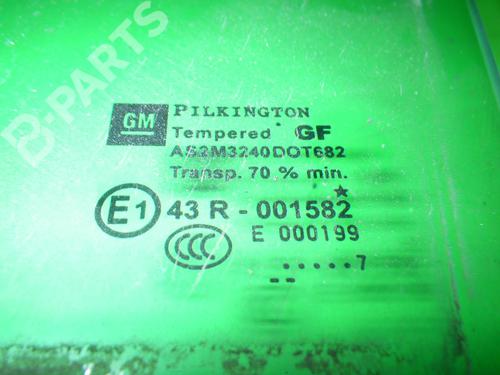 B-PARTS
GM PILKINGTON
Tempered GF
AS2M3240DOT682
Transp. 70 % min.
E1 43 R - 001582
CCC E 000199
.....7
--